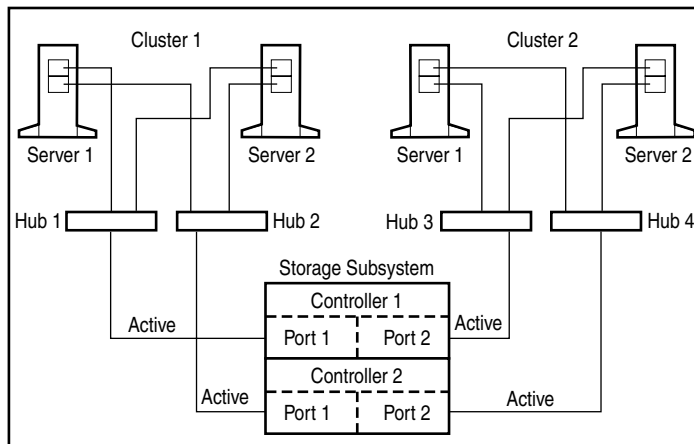 Cluster 1
Cluster 2
Server 1
Server 2
Server 1
Server 2
Hub 1
Hub 2
Hub 3
Hub 4
Storage Subsystem
Controller 1
Active
Port 1
Port 2
Active
Controller 2
Active
Port 1
Port 2
Active